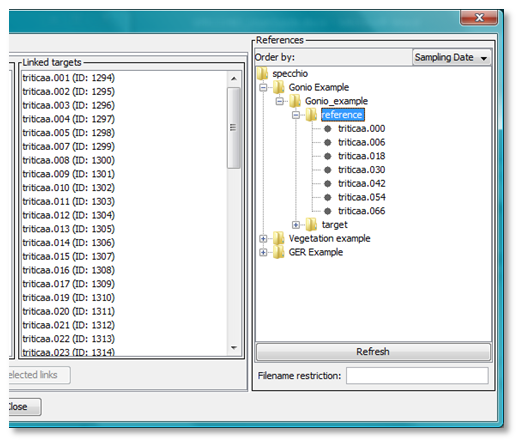 Linked targets
triticaa.001 (ID: 1294)
triticaa.002 (ID: 1295)
triticaa.003 (ID: 1296)
triticaa.004 (ID: 1297)
triticaa.005 (ID: 1298)
triticaa.007 (ID: 1299)
triticaa.008 (ID: 1300)
triticaa.009 (ID: 1301)
triticaa.010 (ID: 1302)
triticaa.011 (ID: 1303)
triticaa.012 (ID: 1304)
triticaa.013 (ID: 1305)
triticaa.014 (ID: 1306)
triticaa.015 (ID: 1307)
triticaa.016 (ID: 1308)
triticaa.017 (ID: 1309)
triticaa.019 (ID: 1310)
triticaa.020 (ID: 1311)
triticaa.021 (ID: 1312)
triticaa.022 (ID: 1313)
triticaa.023 (ID: 1314)
elected links
Close
References
Order by: Sampling Date
specchio
Gonio Example
Gonio_example
reference
triticaa.000
triticaa.006
triticaa.018
triticaa.030
triticaa.042
triticaa.054
triticaa.066
target
Vegetation example
GER Example
Refresh
Filename restriction: